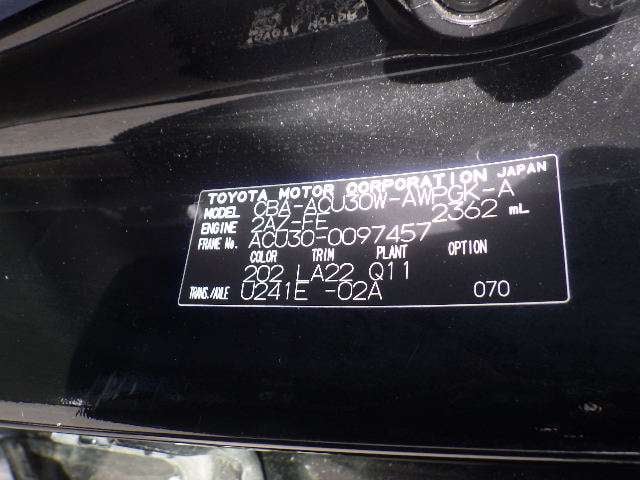 TOYOTA MOTOR CORPORATION JAPAN
MODEL CBA-ACU30W-AWPGK-A
ENGINE 2AZ-FE 2362 mL
FRAME No. ACU30-0097457
COLOR TRIM PLANT OPTION
202 LA22 Q11
TRANS./AXLE U241E -02A 070